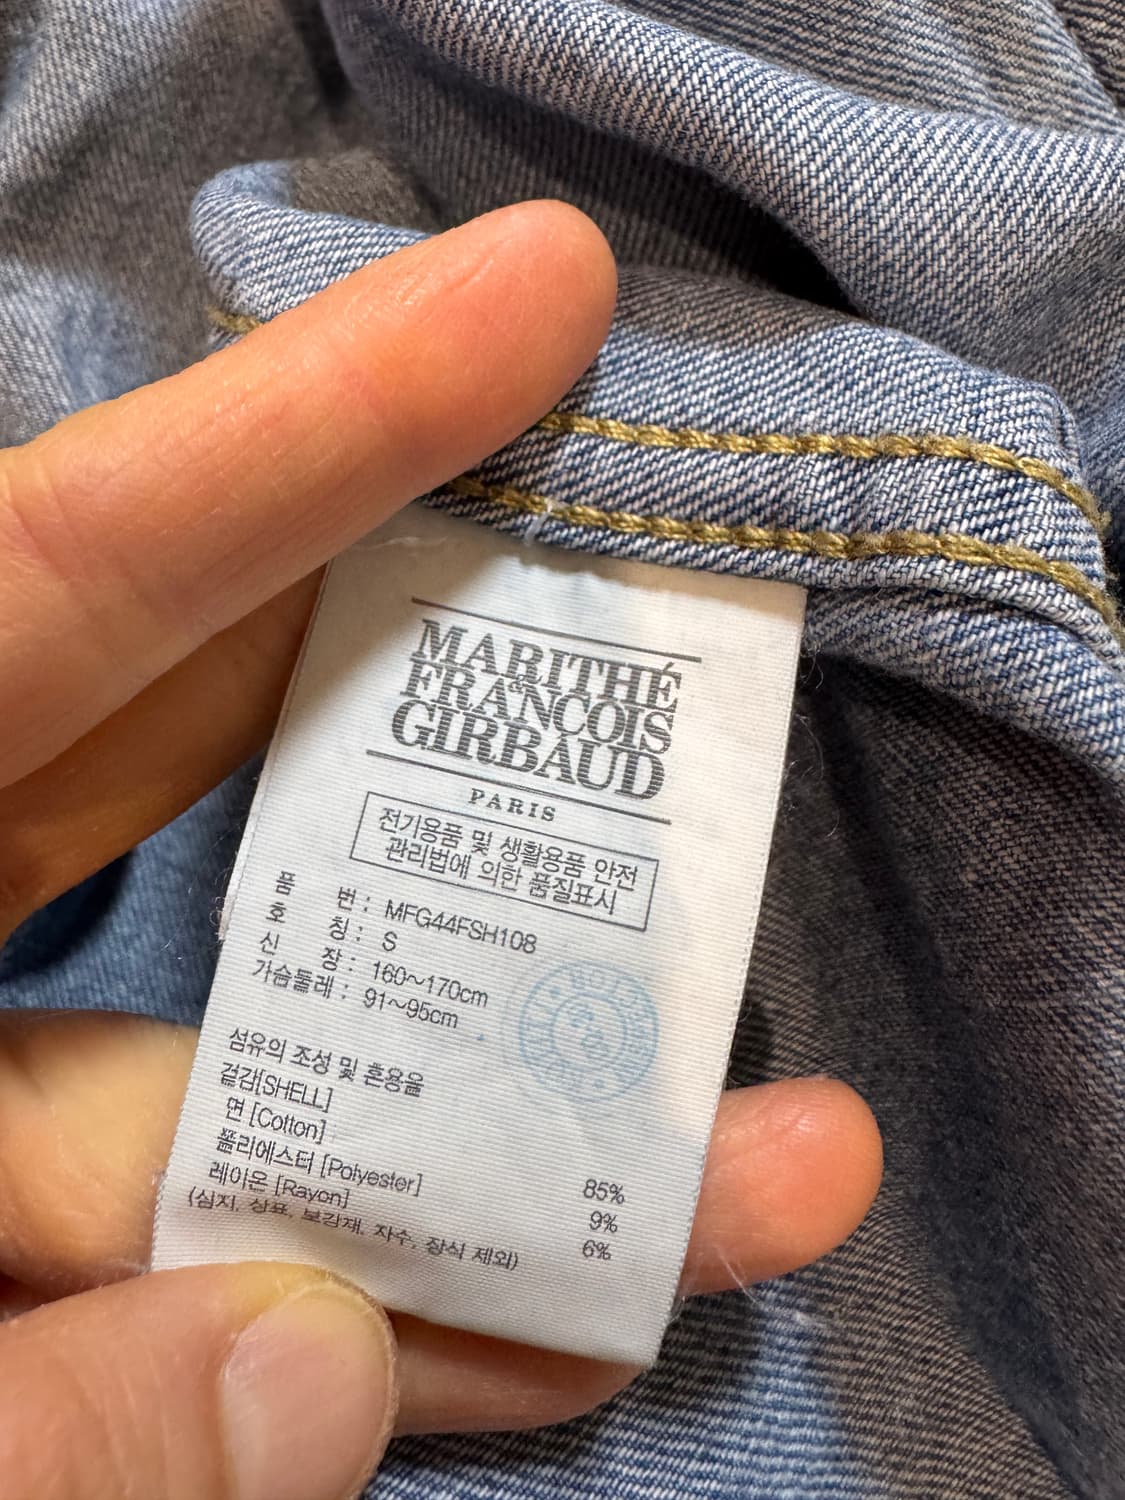 MARITHÉ
&
FRANCOIS
GIRBAUD
PARIS
전기용품 및 생활용품 안전
관리법에 의한 품질표시
품 번 : MFG44FSH108
호 칭 : S
신 장 : 160~170cm
가슴둘레 : 91~95cm
섬유의 조성 및 혼용율
겉감[SHELL]
면 [Cotton] 85%
폴리에스터 [Polyester] 9%
레이온 [Rayon] 6%
(심지, 상표, 보강재, 자수, 장식 제외)